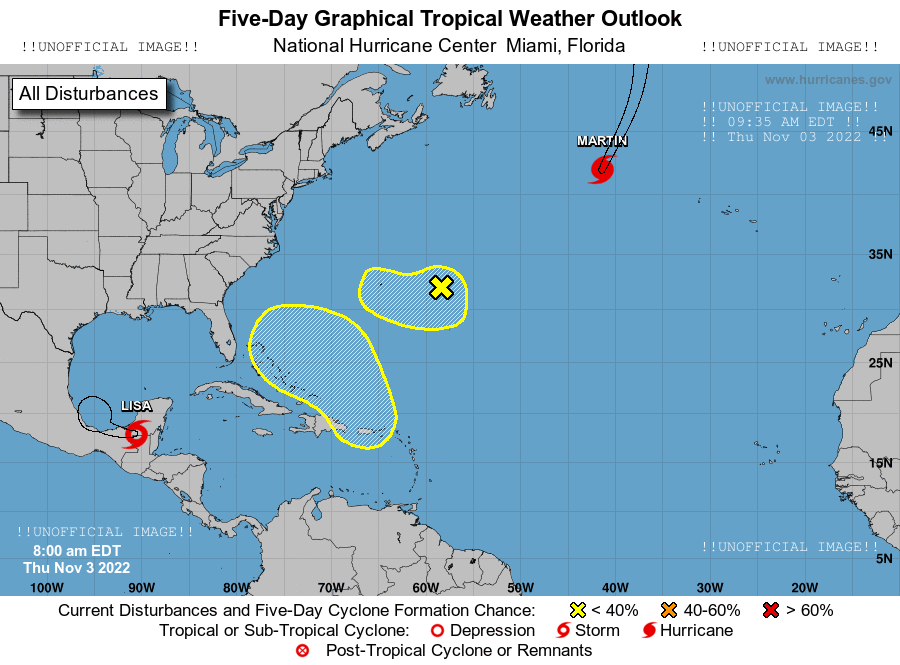 Five-Day Graphical Tropical Weather Outlook
!!UNOFFICIAL IMAGE!! National Hurricane Center Miami, Florida !!UNOFFICIAL IMAGE!!
www.hurricanes.gov
All Disturbances
!!UNOFFICIAL IMAGE!!
!! 09:35 AM EDT !!
!! Thu Nov 03 2022 !!
45N
MARTIN
35N
25N
LISA
15N
!!UNOFFICIAL IMAGE!!
8:00 am EDT
Thu Nov 3 2022
!!UNOFFICIAL IMAGE!!
5N
100W 90W 80W 70W 60W 50W 40W 30W 20W
Current Disturbances and Five-Day Cyclone Formation Chance: < 40% 40-60% > 60%
Tropical or Sub-Tropical Cyclone: Depression Storm Hurricane
Post-Tropical Cyclone or Remnants